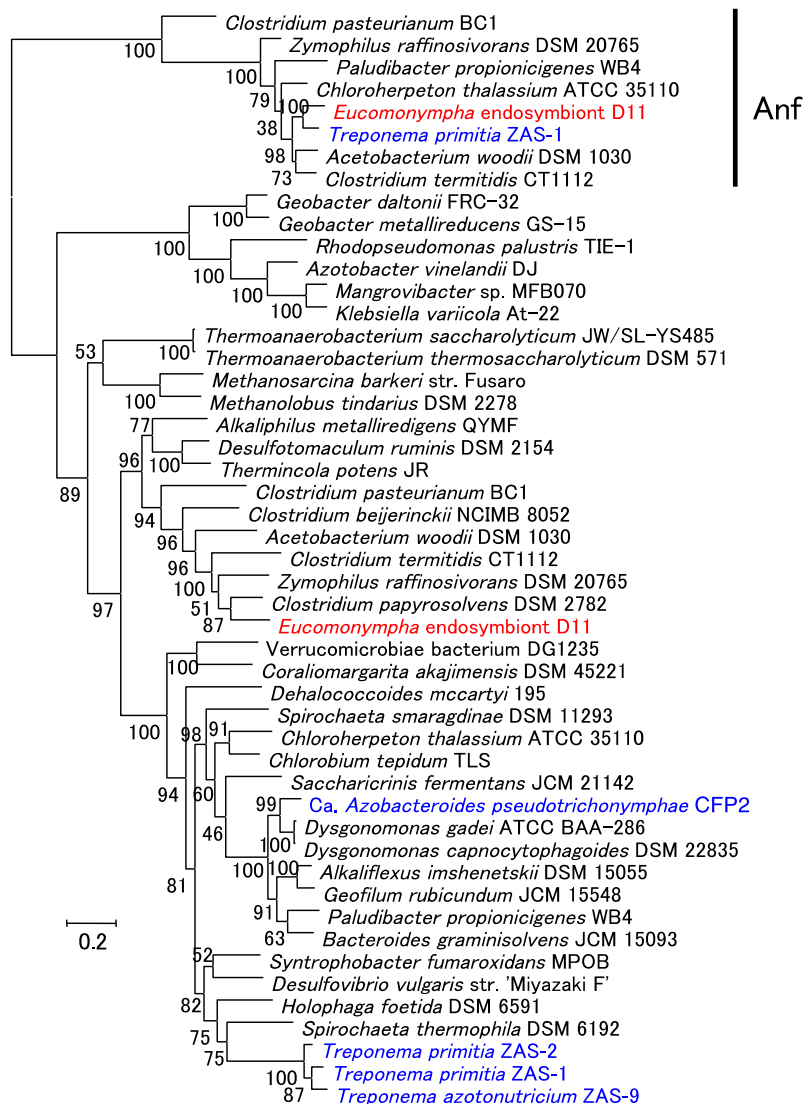 Clostridium pasteurianum BC1
100
Zymophilus raffinosivorans DSM 20765
100
Paludibacter propionicigenes WB4
79
Chloroherpeton thalassium ATCC 35110
Anf
100
Eucomonympha endosymbiont D11
38
Treponema primitia ZAS-1
98
Acetobacterium woodii DSM 1030
73
Clostridium termitidis CT1112
Geobacter daltonii FRC-32
100
Geobacter metallireducens GS-15
100
Rhodopseudomonas palustris TIE-1
100
Azotobacter vinelandii DJ
100
Mangrovibacter sp. MFB070
100
Klebsiella variicola At-22
Thermoanaerobacterium saccharolyticum JW/SL-YS485
53
100
Thermoanaerobacterium thermosaccharolyticum DSM 571
Methanosarcina barkeri str. Fusaro
100
Methanolobus tindarius DSM 2278
77
Alkaliphilus metalliredigens QYMF
Desulfotomaculum ruminis DSM 2154
96
100
Thermincola potens JR
89
Clostridium pasteurianum BC1
94
Clostridium beijerinckii NCIMB 8052
96
Acetobacterium woodii DSM 1030
96
Clostridium termitidis CT1112
100
Zymophilus raffinosivorans DSM 20765
97
51
Clostridium papyrosolvens DSM 2782
87
Eucomonympha endosymbiont D11
Verrucomicrobiae bacterium DG1235
100
Coraliomargarita akajimensis DSM 45221
Dehalococcoides mccartyi 195
100
Spirochaeta smaragdinae DSM 11293
98
91
Chloroherpeton thalassium ATCC 35110
Chlorobium tepidum TLS
94
60
Saccharicrinis fermentans JCM 21142
99
Ca. Azobacteroides pseudotrichonymphae CFP2
46
Dysgonomonas gadei ATCC BAA-286
100
Dysgonomonas capnocytophagoides DSM 22835
100
100
Alkaliflexus imshenetskii DSM 15055
81
Geofilum rubicundum JCM 15548
91
Paludibacter propionicigenes WB4
0.2
63
Bacteroides graminisolvens JCM 15093
52
Syntrophobacter fumaroxidans MPOB
Desulfovibrio vulgaris str. 'Miyazaki F'
82
Holophaga foetida DSM 6591
75
Spirochaeta thermophila DSM 6192
75
Treponema primitia ZAS-2
100
Treponema primitia ZAS-1
87
Treponema azotonutricium ZAS-9